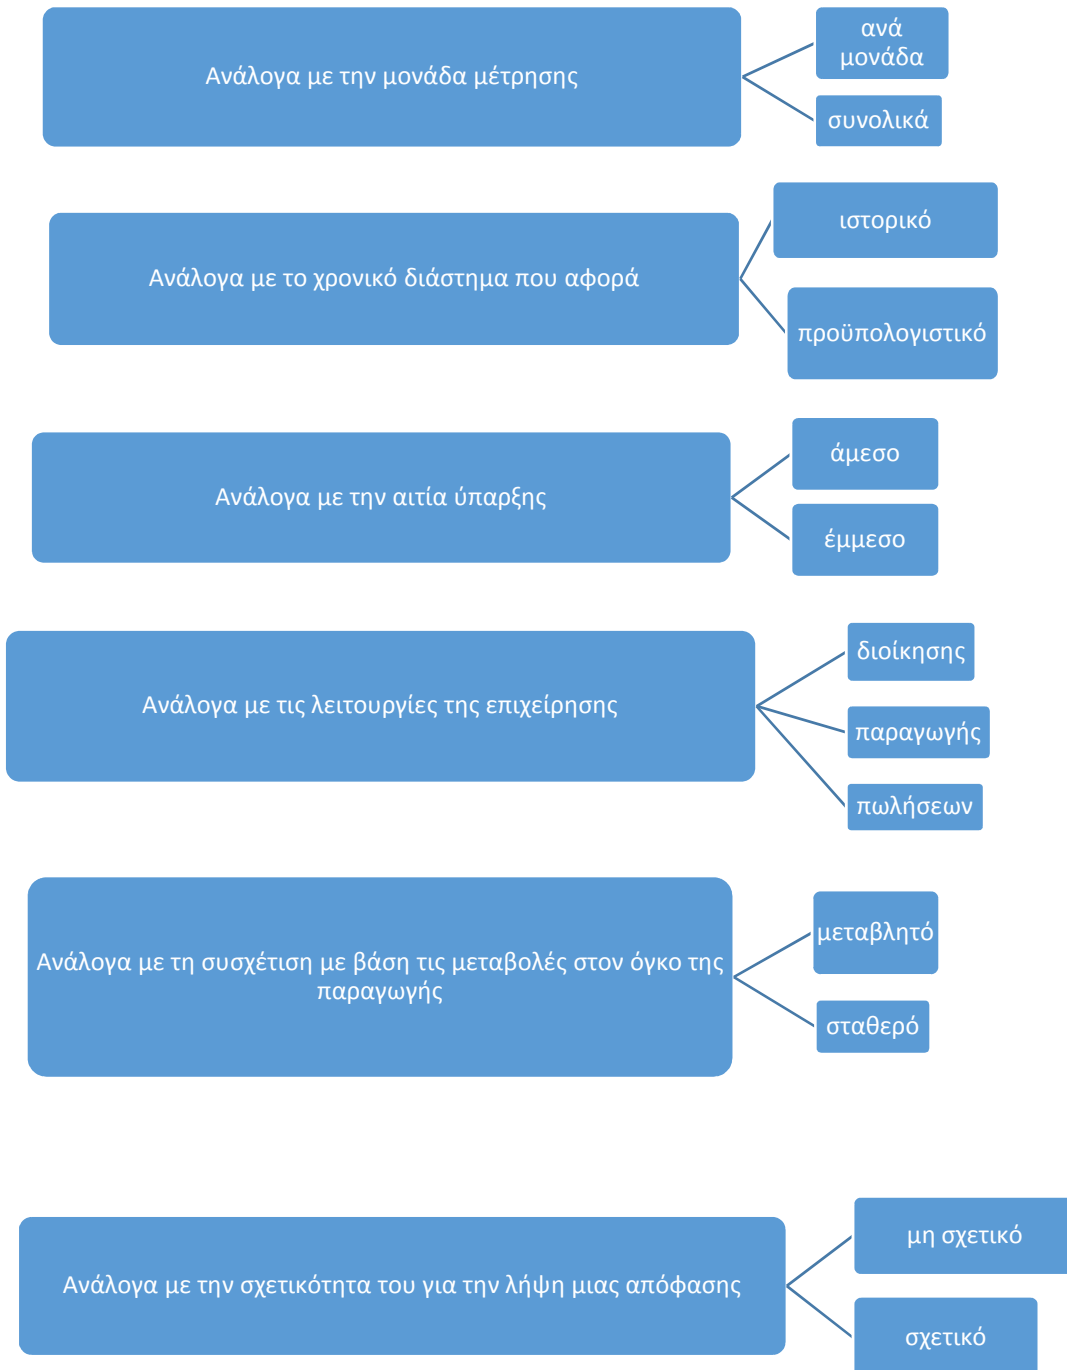 Ανάλογα με την μονάδα μέτρησης
ανά
μονάδα
συνολικά
Ανάλογα με το χρονικό διάστημα που αφορά
ιστορικό
προϋπολογιστικό
Ανάλογα με την αιτία ύπαρξης
άμεσο
έμμεσο
Ανάλογα με τις λειτουργίες της επιχείρησης
διοίκησης
παραγωγής
πωλήσεων
Ανάλογα με τη συσχέτιση με βάση τις μεταβολές στον όγκο της
παραγωγής
μεταβλητό
σταθερό
Ανάλογα με την σχετικότητα του για την λήψη μιας απόφασης
μη σχετικό
σχετικό